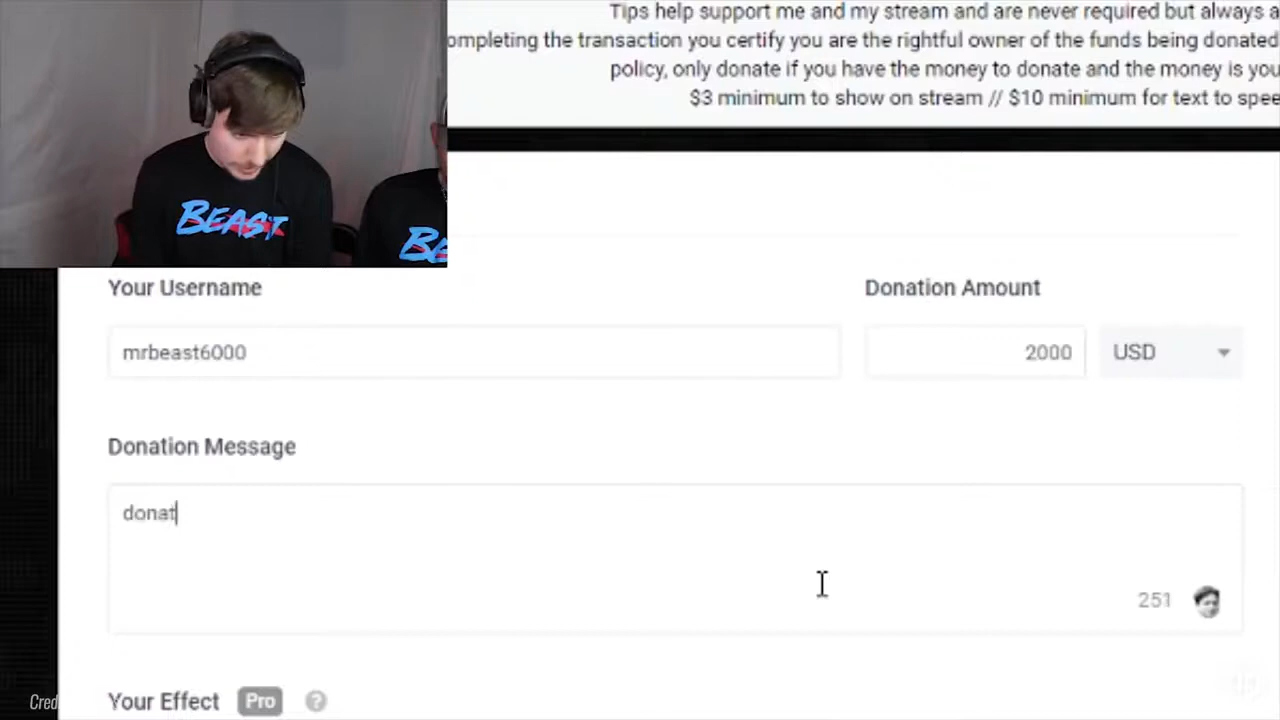 Tips help support me and my stream and are never required but always a
ompleting the transaction you certify you are the rightful owner of the funds being donated
policy, only donate if you have the money to donate and the money is you
$3 minimum to show on stream // $10 minimum for text to spee
BEAST
BE
Your Username
Donation Amount
mrbeast6000
2000
USD
Donation Message
donat
251
Your Effect
Pro
?
Cred